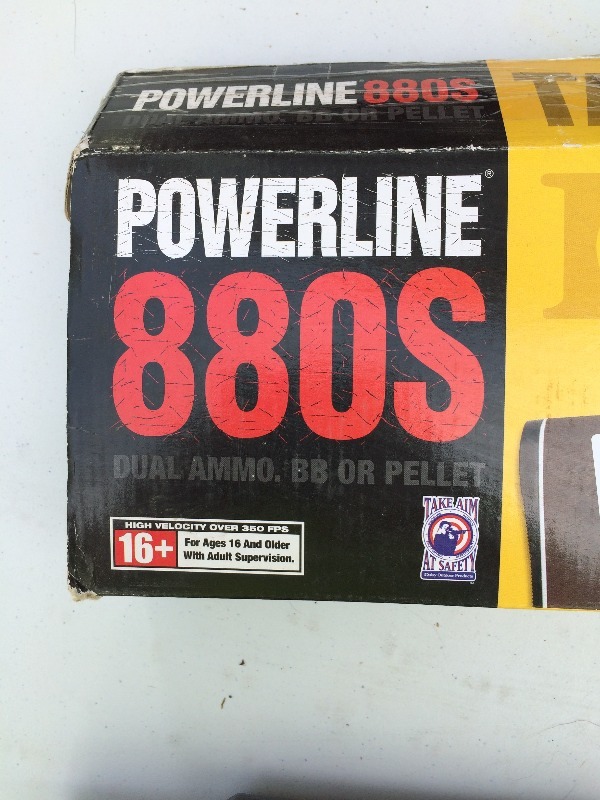 POWERLINE 880S
DUAL AMMO. BB OR PELLET
POWERLINE®
880S
DUAL AMMO. BB OR PELLET
HIGH VELOCITY OVER 350 FPS
16+
For Ages 16 And Older
With Adult Supervision.
TAKE AIM
AT SAFETY